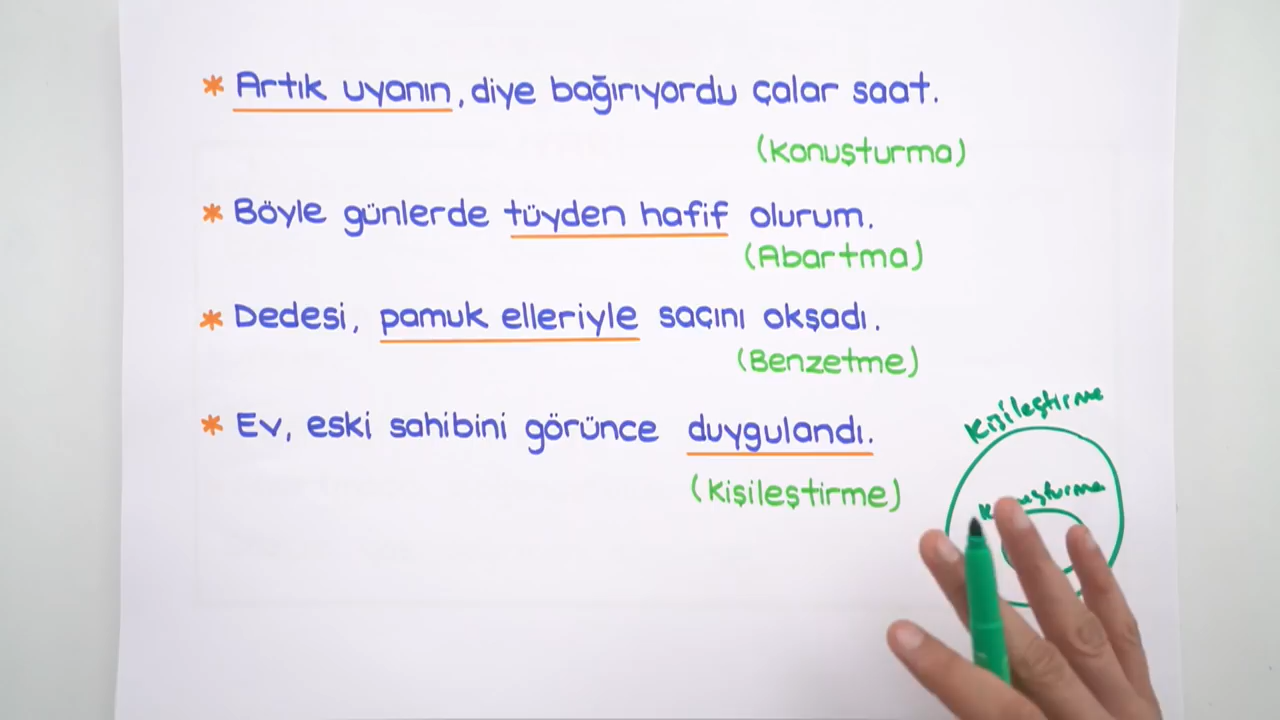 * Artık uyanın, diye bağırıyordu çalar saat.
(Konuşturma)
* Böyle günlerde tüyden hafif olurum.
(Abartma)
* Dedesi, pamuk elleriyle saçını okşadı.
(Benzetme)
* Ev, eski sahibini görünce duygulandı.
(Kişileştirme)
Kişileştirme